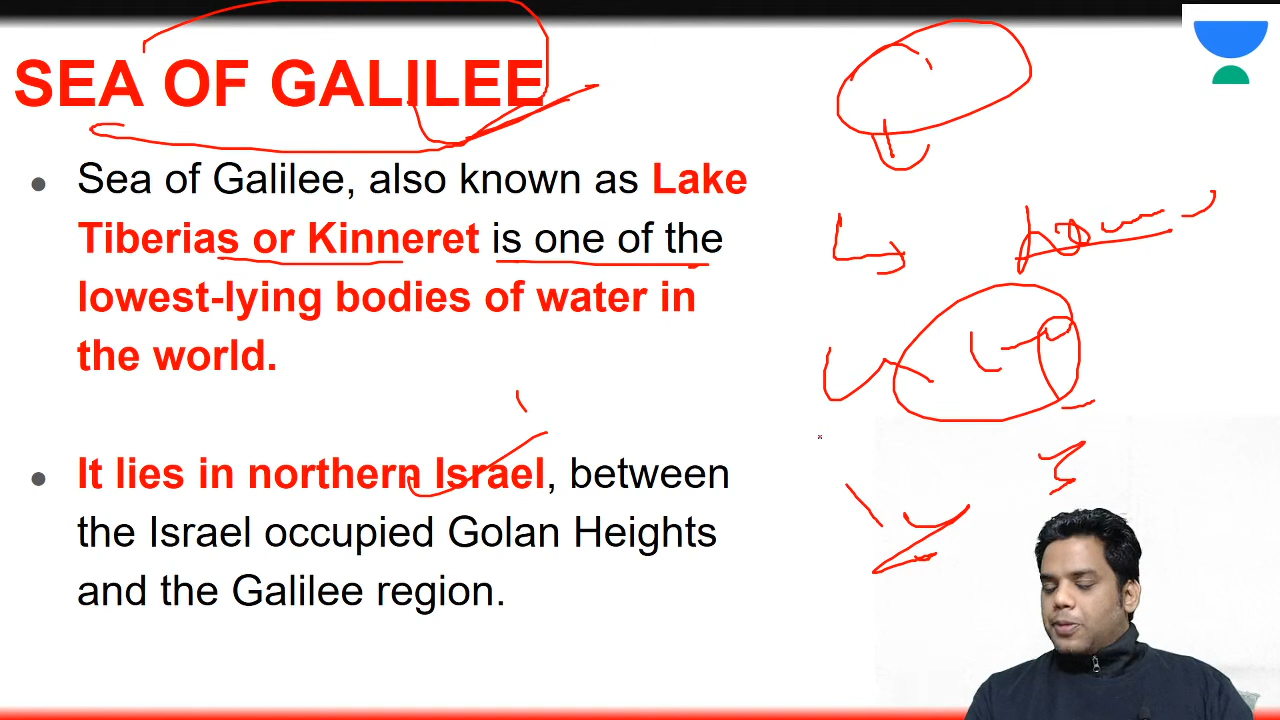 SEA OF GALILEE
● Sea of Galilee, also known as Lake
Tiberias or Kinneret is one of the
lowest-lying bodies of water in
the world.
● It lies in northern Israel, between
the Israel occupied Golan Heights
and the Galilee region.